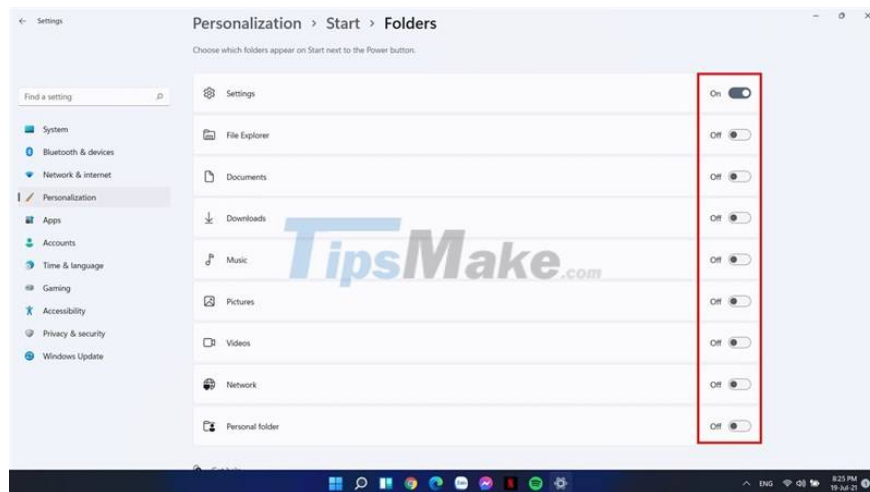 Settings
Personalization > Start > Folders
Choose which folders appear on Start next to the Power button.
Find a setting
System
Bluetooth & devices
Network & internet
Personalization
Apps
Accounts
Time & language
Gaming
Accessibility
Privacy & security
Windows Update
Settings On
File Explorer Off
Documents Off
Downloads Off
Music Off
Pictures Off
Videos Off
Network Off
Personal folder Off
TipsMake.com
Get help
ENG
8:25 PM
19-Jul-21